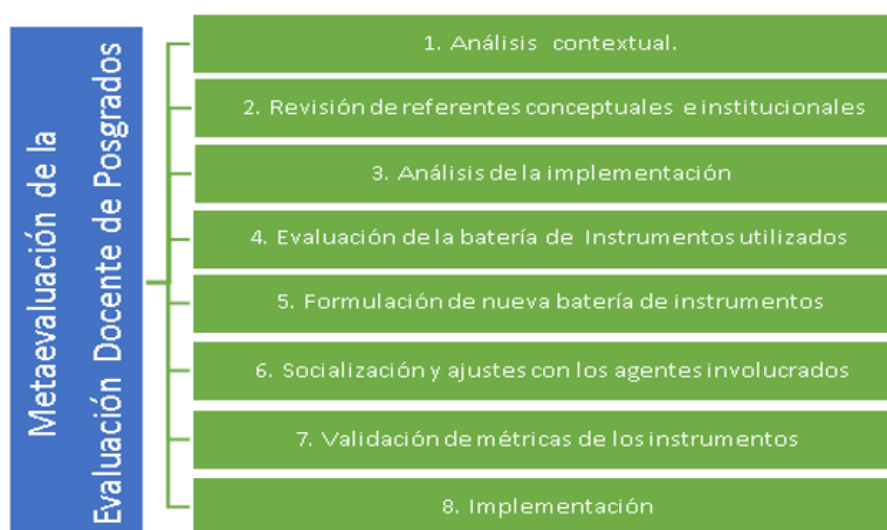 Metaevaluación de la
Evaluación Docente de Posgrados
1. Análisis contextual.
2. Revisión de referentes conceptuales e institucionales
3. Análisis de la implementación
4. Evaluación de la batería de Instrumentos utilizados
5. Formulación de nueva batería de instrumentos
6. Socialización y ajustes con los agentes involucrados
7. Validación de métricas de los instrumentos
8. Implementación